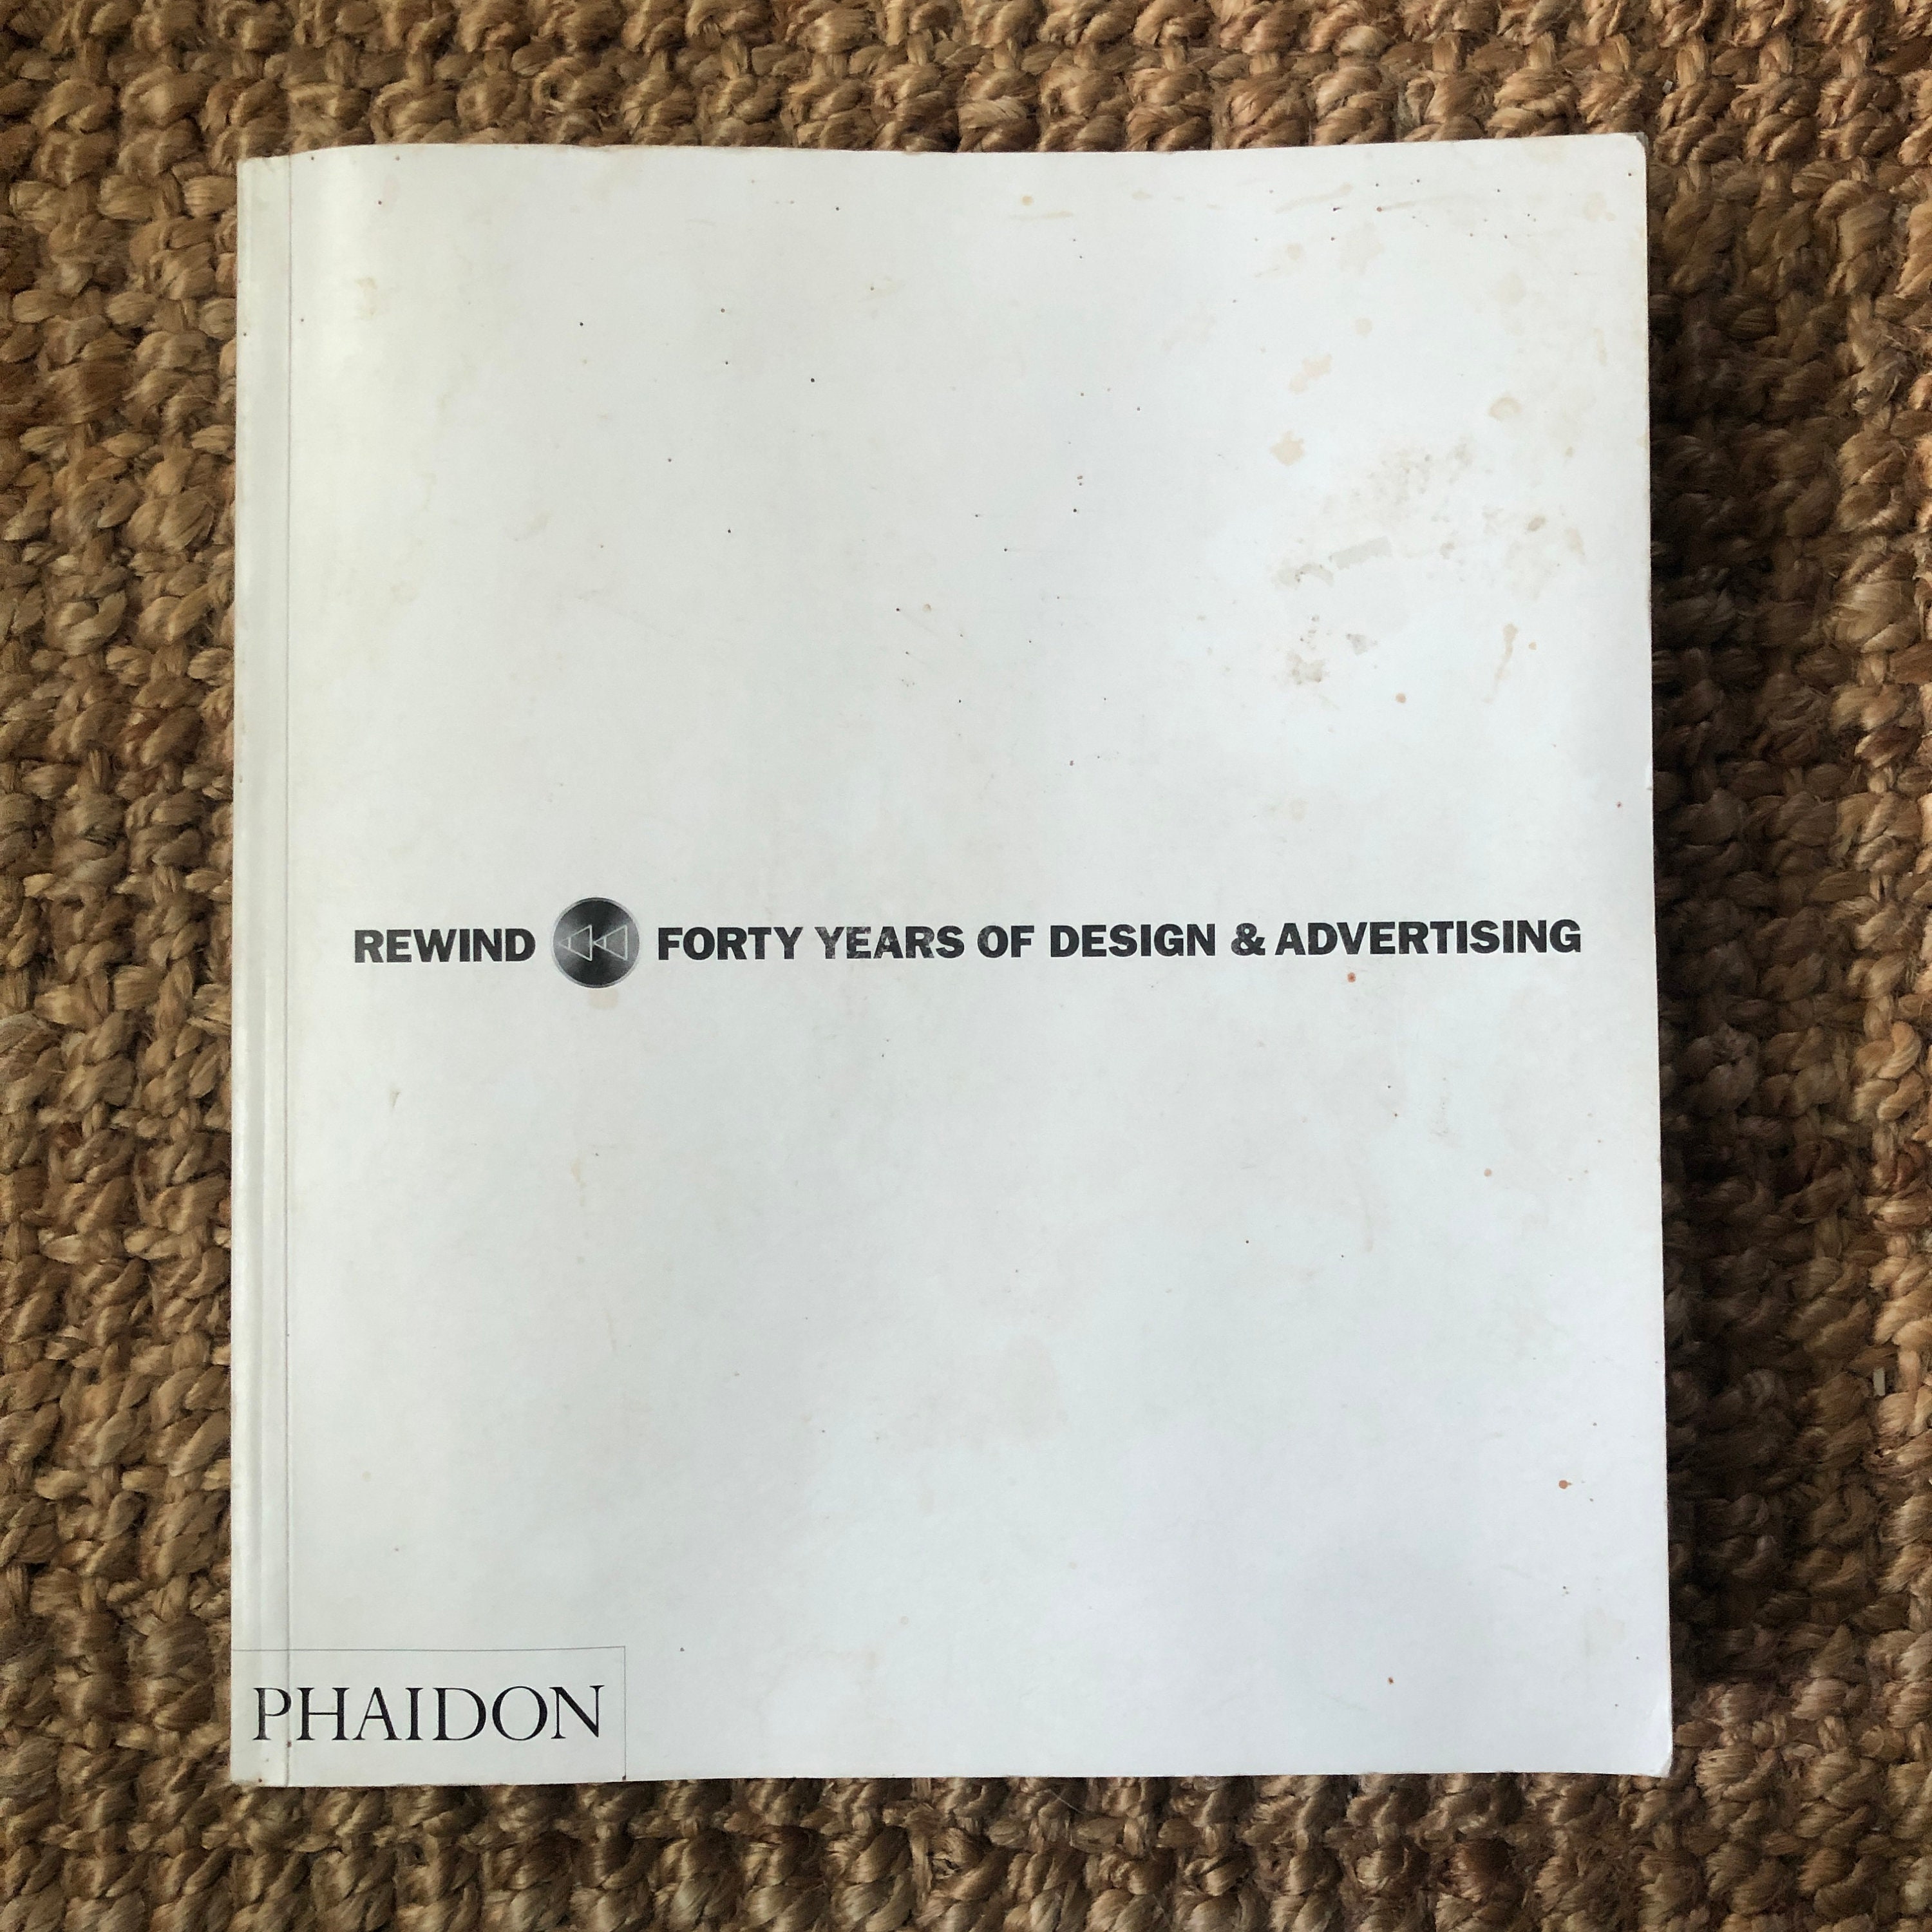 REWIND FORTY YEARS OF DESIGN & ADVERTISING
PHAIDON